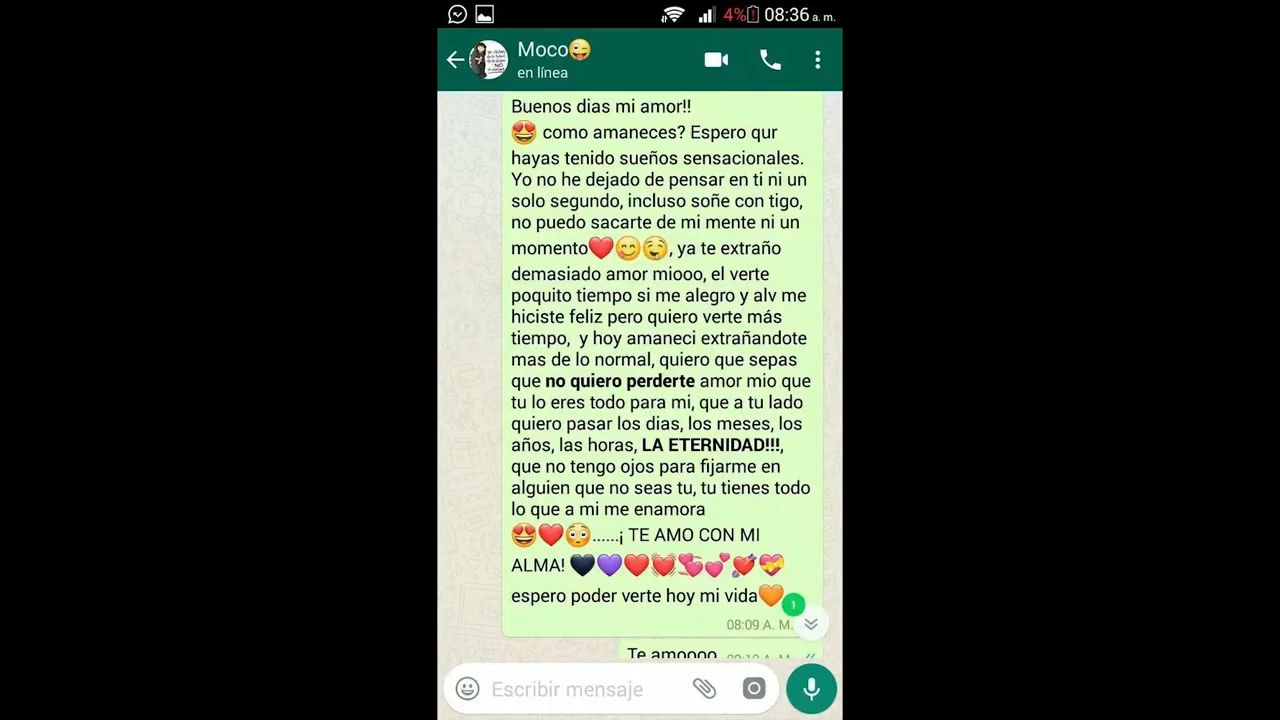 4% 08:36 a. m.
Moco😜
en línea
Buenos dias mi amor!!
😍 como amaneces? Espero qur
hayas tenido sueños sensacionales.
Yo no he dejado de pensar en ti ni un
solo segundo, incluso soñe con tigo,
no puedo sacarte de mi mente ni un
momento❤️😋🤤, ya te extraño
demasiado amor miooo, el verte
poquito tiempo si me alegro y alv me
hiciste feliz pero quiero verte más
tiempo,  y hoy amaneci extrañandote
mas de lo normal, quiero que sepas
que no quiero perderte amor mio que
tu lo eres todo para mi, que a tu lado
quiero pasar los dias, los meses, los
años, las horas, LA ETERNIDAD!!!,
que no tengo ojos para fijarme en
alguien que no seas tu, tu tienes todo
lo que a mi me enamora
😍❤️😳......¡ TE AMO CON MI
ALMA! 🖤💜❤️💓💞💕💘💝
espero poder verte hoy mi vida🧡
1
08:09 A. M.
Te amoooo
Escribir mensaje